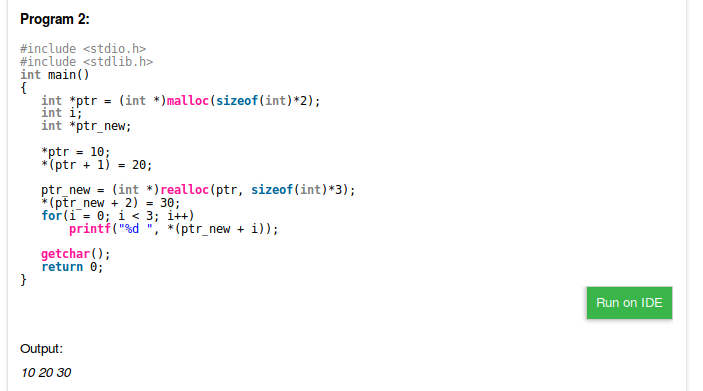 Program 2:
#include <stdio.h>
#include <stdlib.h>
int main()
{
   int *ptr = (int *)malloc(sizeof(int)*2);
   int i;
   int *ptr_new;

   *ptr = 10;
   *(ptr + 1) = 20;

   ptr_new = (int *)realloc(ptr, sizeof(int)*3);
   *(ptr_new + 2) = 30;
   for(i = 0; i < 3; i++)
       printf("%d ", *(ptr_new + i));

   getchar();
   return 0;
}
Run on IDE
Output:
10 20 30